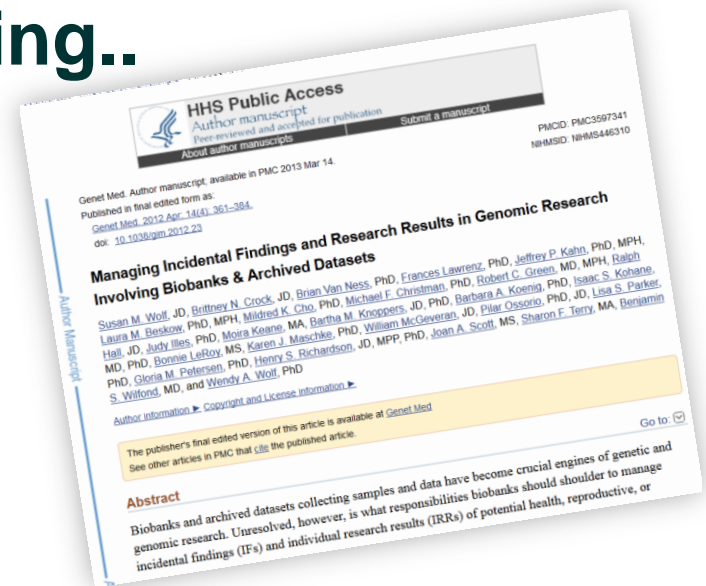 ing..
HHS Public Access
Author manuscript
Peer-reviewed and accepted for publication
About author manuscripts Submit a manuscript
PMCID: PMC3597341
NIHMSID: NIHMS446310
Genet Med. Author manuscript; available in PMC 2013 Mar 14.
Published in final edited form as:
Genet Med. 2012 Apr; 14(4): 361–384.
doi: 10.1038/gim.2012.23
Managing Incidental Findings and Research Results in Genomic Research
Involving Biobanks & Archived Datasets
Susan M. Wolf, JD, Brittney N. Crock, JD, Brian Van Ness, PhD, Frances Lawrenz, PhD, Jeffrey P. Kahn, PhD, MPH,
Laura M. Beskow, PhD, MPH, Mildred K. Cho, PhD, Michael F. Christman, PhD, Robert C. Green, MD, MPH, Ralph
Hall, JD, Judy Illes, PhD, Moira Keane, MA, Bartha M. Knoppers, JD, PhD, Barbara A. Koenig, PhD, Isaac S. Kohane,
MD, PhD, Bonnie LeRoy, MS, Karen J. Maschke, PhD, William McGeveran, JD, Pilar Ossorio, PhD, JD, Lisa S. Parker,
PhD, Gloria M. Petersen, PhD, Henry S. Richardson, JD, MPP, PhD, Joan A. Scott, MS, Sharon F. Terry, MA, Benjamin
S. Wilfond, MD, and Wendy A. Wolf, PhD
Author information ► Copyright and License information ►
The publisher's final edited version of this article is available at Genet Med
See other articles in PMC that cite the published article.
Go to:
Abstract
Biobanks and archived datasets collecting samples and data have become crucial engines of genetic and
genomic research. Unresolved, however, is what responsibilities biobanks should shoulder to manage
incidental findings (IFs) and individual research results (IRRs) of potential health, reproductive, or
Author Manuscript